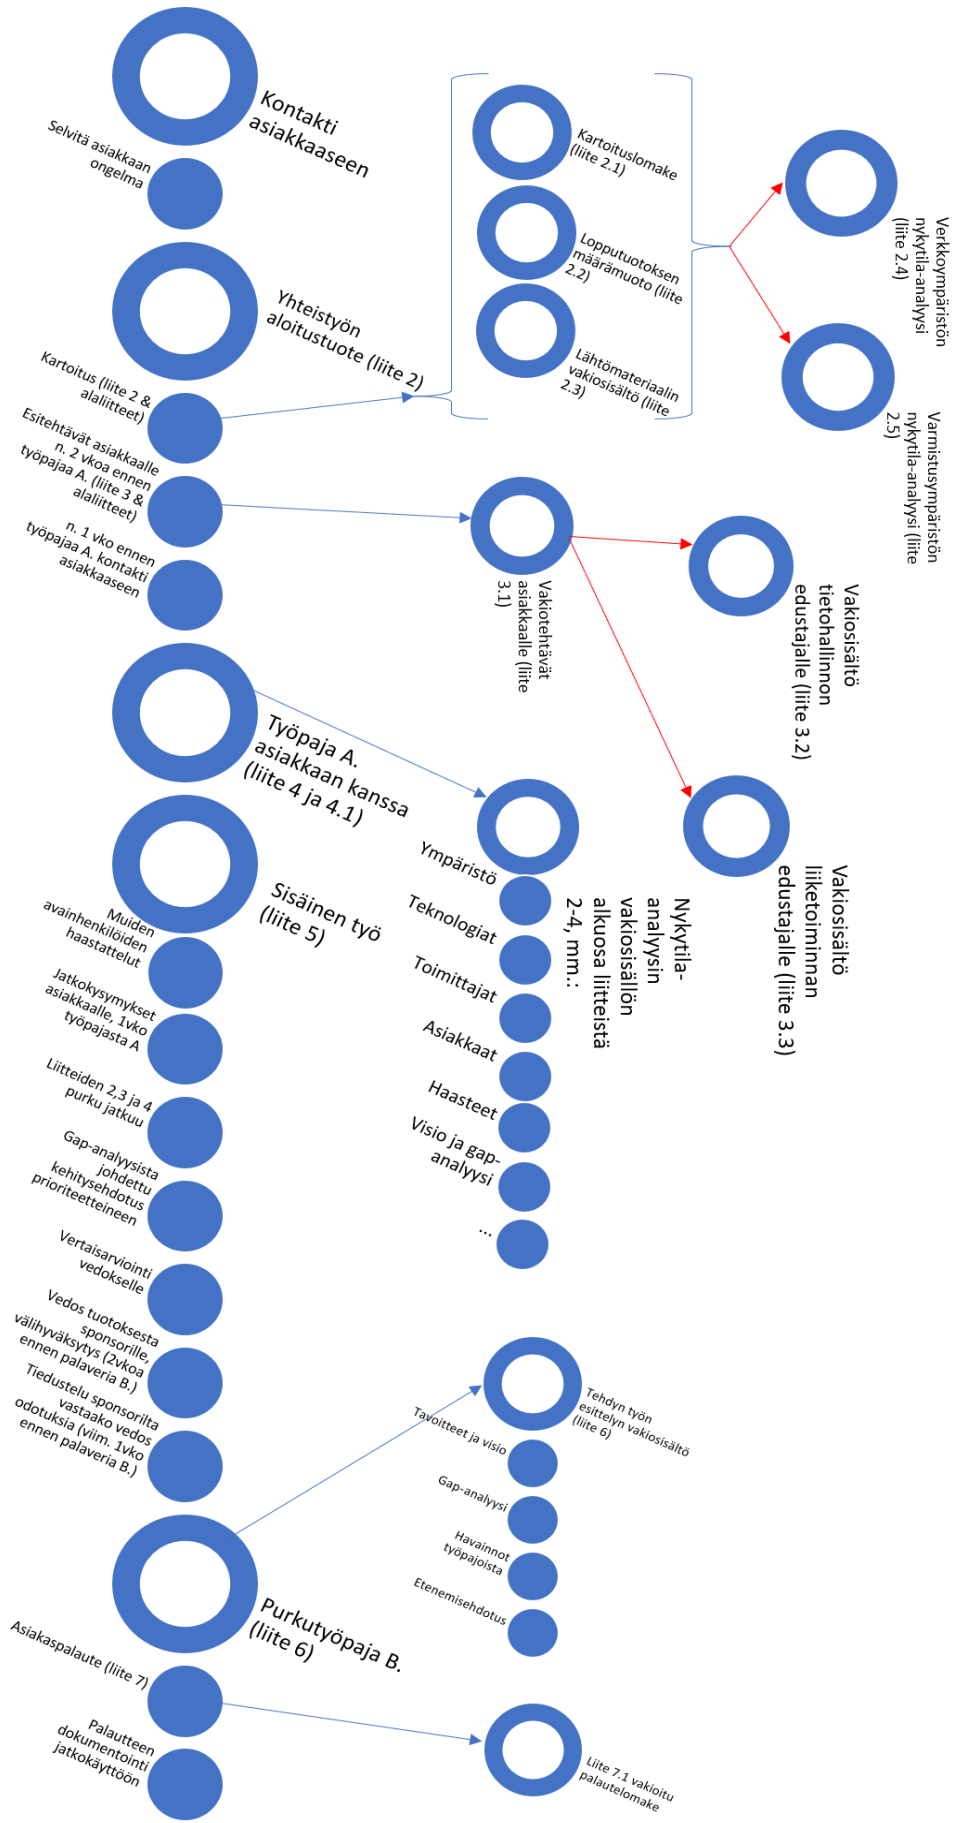 Kontakti
asiakkaaseen
Selvitä asiakkaan
ongelma
Yhteistyön
aloitustuote (liite 2)
Kartoitus (liite 2 &
alaliitteet)
Esitehtävät asiakkaalle
n. 2 vkoa ennen
työpajaa A. (liite 3 &
alaliitteet)
n. 1 vko ennen
työpajaa A. kontakti
asiakkaaseen
Kartoituslomake
(liite 2.1)
Lopputuotoksen
määrämuoto (liite
2.2)
Lähtömateriaalin
vakiosisältö (liite
2.3)
Verkkoympäristön
nykytila-analyysi
(liite 2.4)
Varmistusympäristön
nykytila-analyysi (liite
2.5)
Vakiotehtävät
asiakkaalle (liite
3.1)
Vakiosisältö
tietohallinnon
edustajalle (liite 3.2)
Vakiosisältö
liiketoiminnan
edustajalle (liite 3.3)
Työpaja A.
asiakkaan kanssa
(liite 4 ja 4.1)
Nykytila-
analyysin
vakiosisällön
alkuosa liitteistä
2-4, mm.:
Ympäristö
Teknologiat
Toimittajat
Asiakkaat
Haasteet
Visio ja gap-
analyysi
...
Sisäinen työ
(liite 5)
Muiden
avainhenkilöiden
haastattelut
Jatkokysymykset
asiakkaalle, 1vko
työpajasta A
Liitteiden 2,3 ja 4
purku jatkuu
Gap-analyysista
johdettu
kehitysehdotus
prioriteetteineen
Vertaisarviointi
vedokselle
Vedos tuotoksesta
sponsorille,
välihyväksytys (2vkoa
ennen palaveria B.)
Tiedustelu sponsorilta
vastaako vedos
odotuksia (viim. 1vko
ennen palaveria B.)
Purkutyöpaja B.
(liite 6)
Tehdyn työn
esittelyn vakiosisältö
(liite 6)
Tavoitteet ja visio
Gap-analyysi
Havainnot
työpajoista
Etenemisehdotus
Asiakaspalaute (liite 7)
Palautteen
dokumentointi
jatkokäyttöön
Liite 7.1 vakioitu
palautelomake